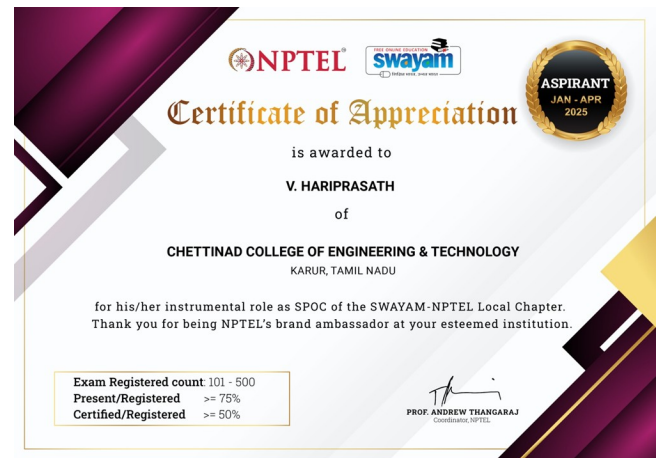 NPTEL
FREE ONLINE EDUCATION
swayam
ASPIRANT
JAN - APR
2025
Certificate of Appreciation
is awarded to
V. HARIPRASATH
of
CHETTINAD COLLEGE OF ENGINEERING & TECHNOLOGY
KARUR, TAMIL NADU
for his/her instrumental role as SPOC of the SWAYAM-NPTEL Local Chapter.
Thank you for being NPTEL's brand ambassador at your esteemed institution.
Exam Registered count: 101 - 500
Present/Registered >= 75%
Certified/Registered >= 50%
PROF. ANDREW THANGARAJ
Coordinator, NPTEL